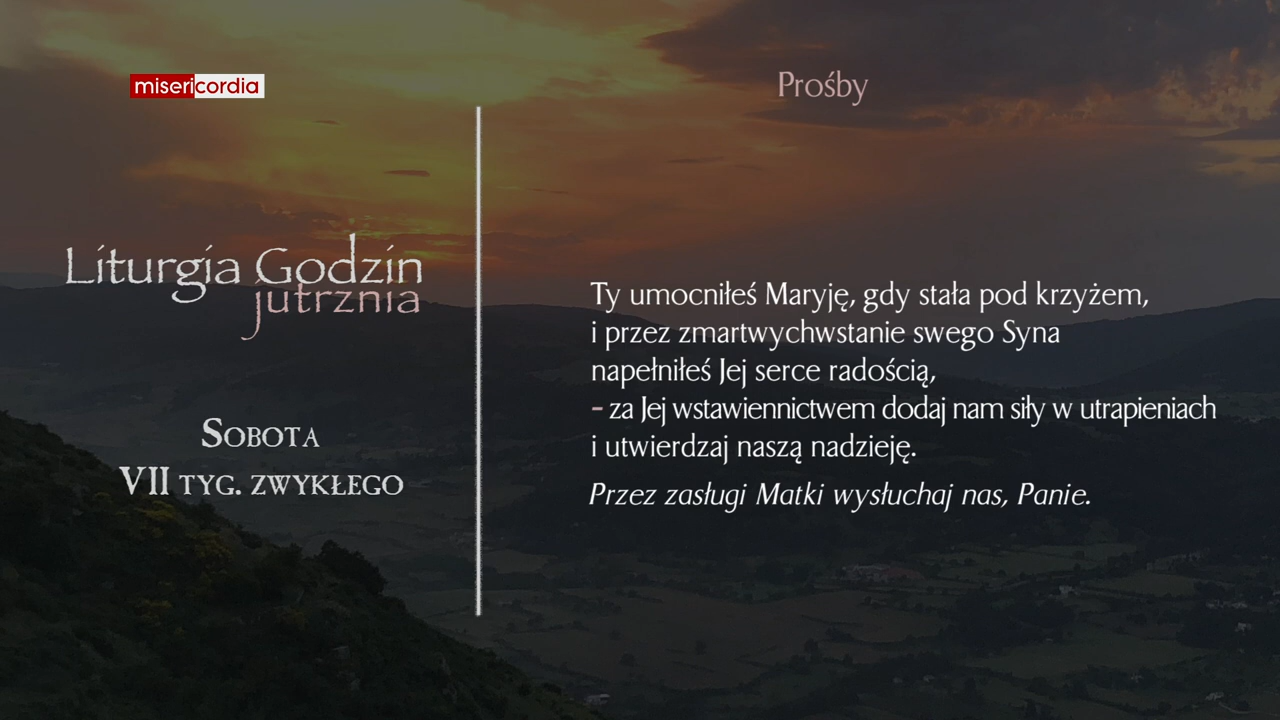 misericordia
Liturgia Godzin
jutrznia
Sobota
VII tyg. zwykłego
Prośby
Ty umocniłeś Maryję, gdy stała pod krzyżem,
i przez zmartwychwstanie swego Syna
napełniłeś Jej serce radością,
- za Jej wstawiennictwem dodaj nam siły w utrapieniach
i utwierdzaj naszą nadzieję.
Przez zasługi Matki wysłuchaj nas, Panie.